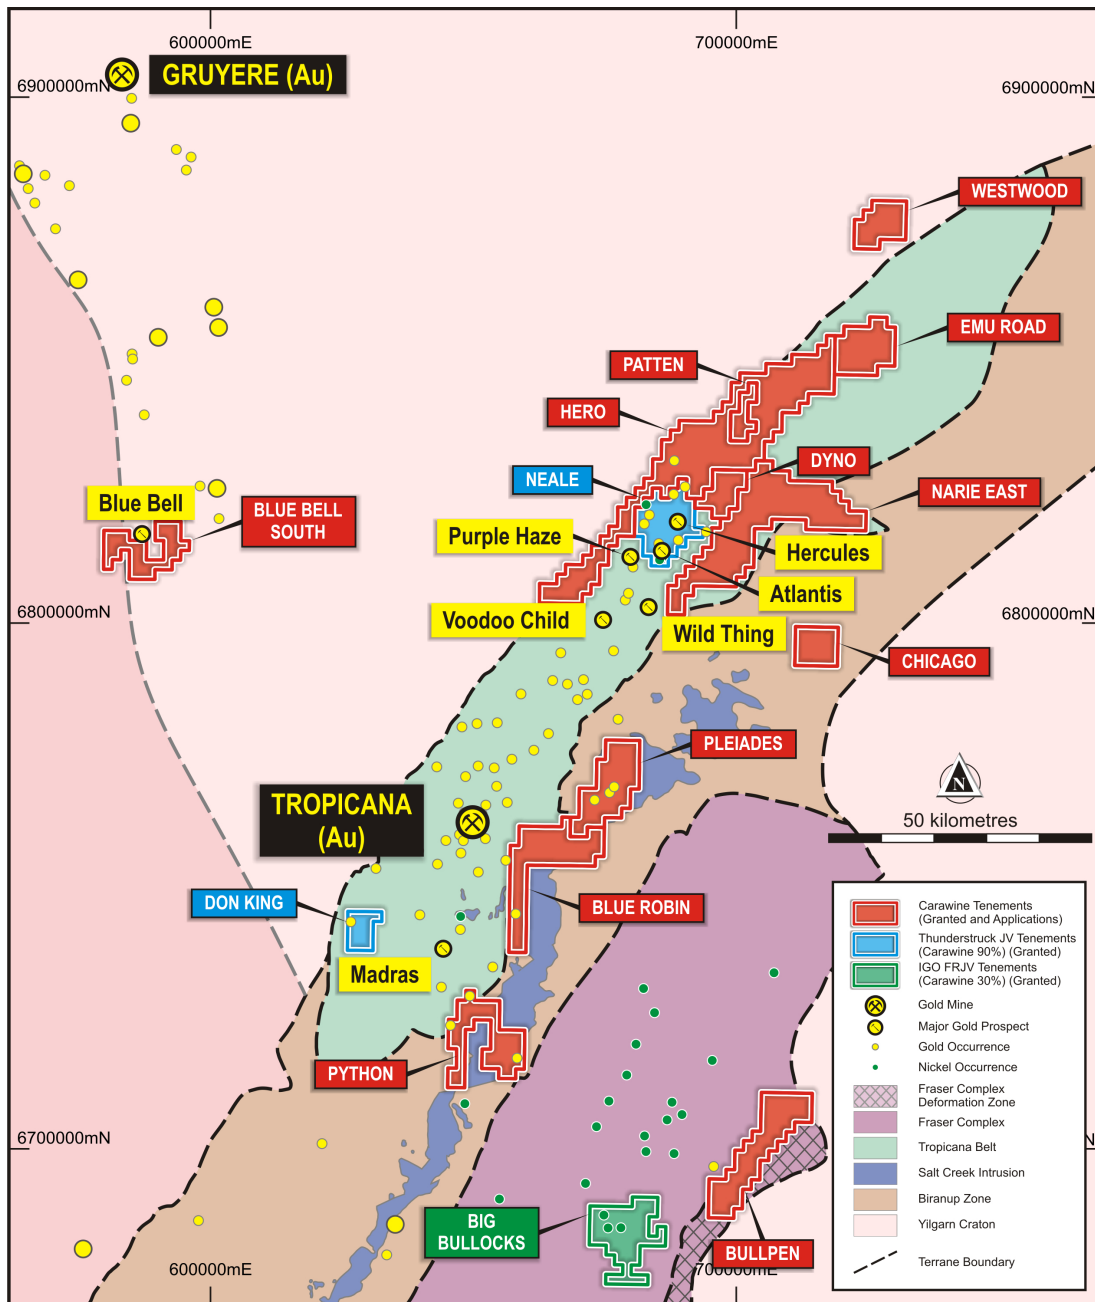 600000mE
700000mE
GRUYERE (Au)
6900000mN
6900000mN
WESTWOOD
EMU ROAD
PATTEN
HERO
DYNO
NEALE
NARIE EAST
Blue Bell
BLUE BELL
SOUTH
Purple Haze
Hercules
Atlantis
Voodoo Child
6800000mN
6800000mN
Wild Thing
CHICAGO
PLEIADES
N
TROPICANA
(Au)
50 kilometres
DON KING
BLUE ROBIN
Madras
PYTHON
6700000mN
N
BIG
BULLOCKS
BULLPEN
600000mE
700000mE
Carawine Tenements
(Granted and Applications)
Thunderstruck JV Tenements
(Carawine 90%) (Granted)
IGO FRJV Tenements
(Carawine 30%) (Granted)
Gold Mine
Major Gold Prospect
Gold Occurrence
Nickel Occurrence
Fraser Complex
Deformation Zone
Fraser Complex
Tropicana Belt
Salt Creek Intrusion
Biranup Zone
Yilgarn Craton
Terrane Boundary